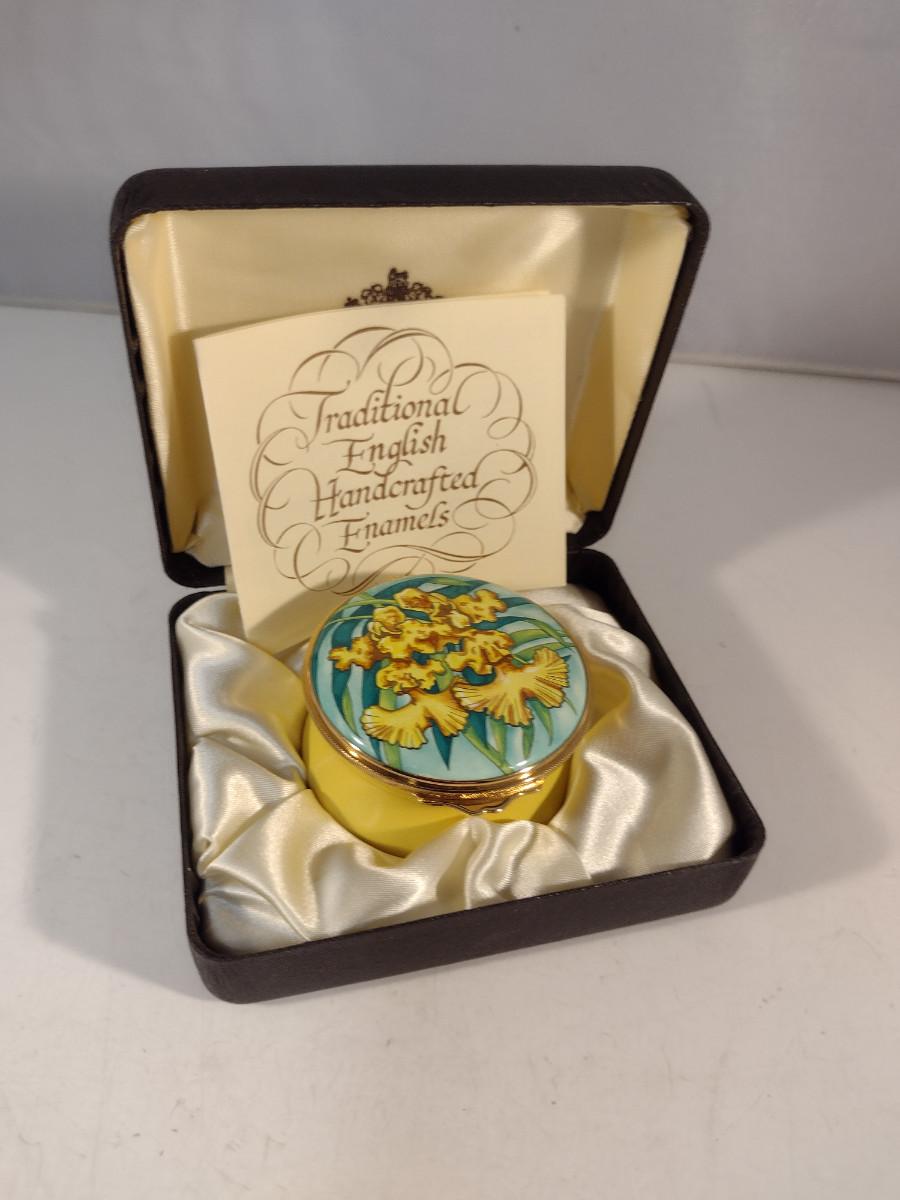 Traditional
English
Handcrafted
Enamels